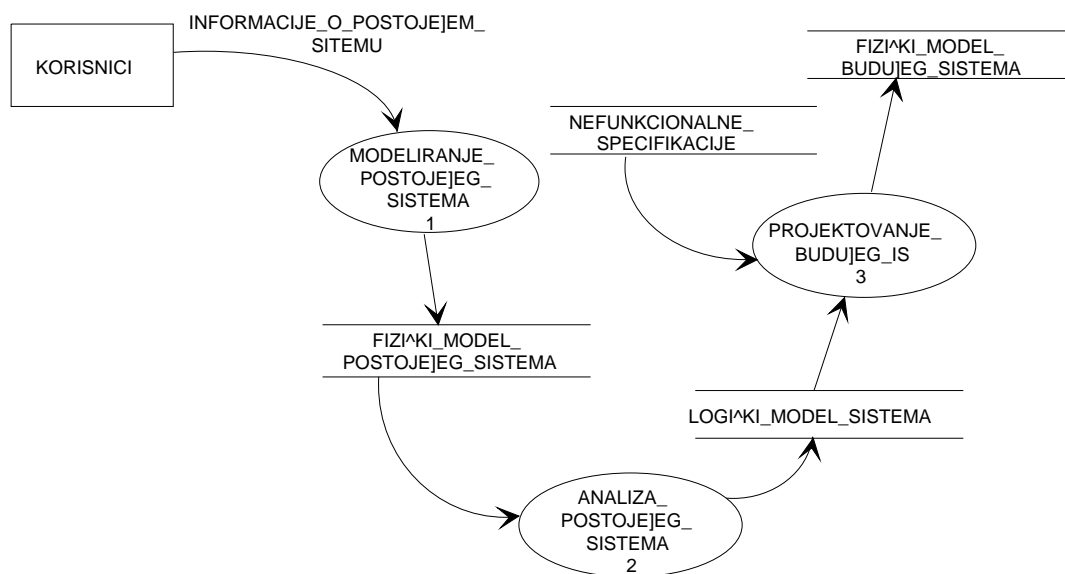 INFORMACIJE_O_POSTOJE]EM_
SITEMU
KORISNICI
MODELIRANJE_
POSTOJE]EG_
SISTEMA
1
FIZI^KI_MODEL_
POSTOJE]EG_SISTEMA
ANALIZA_
POSTOJE]EG_
SISTEMA
2
LOGI^KI_MODEL_SISTEMA
NEFUNKCIONALNE_
SPECIFIKACIJE
PROJEKTOVANJE_
BUDU]EG_IS
3
FIZI^KI_MODEL_
BUDU]EG_SISTEMA